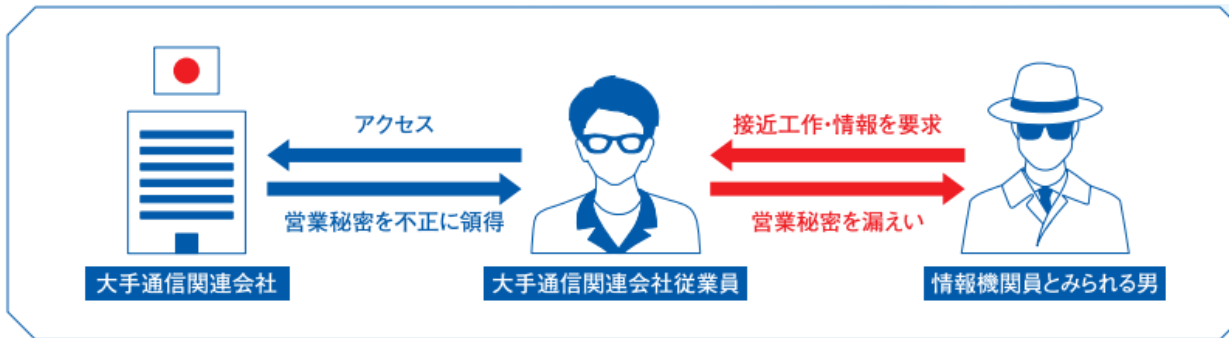 アクセス
営業秘密を不正に領得
接近工作・情報を要求
営業秘密を漏えい
大手通信関連会社
大手通信関連会社従業員
情報機関員とみられる男